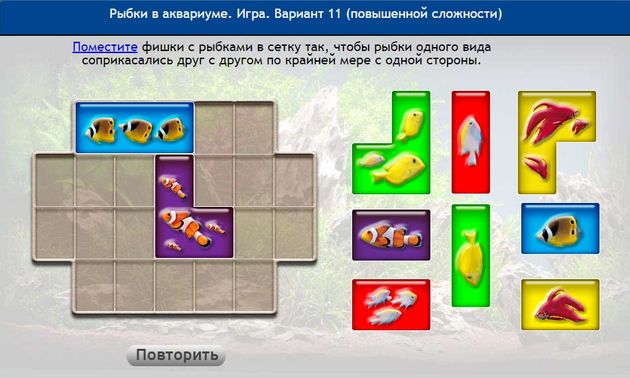 Рыбки в аквариуме. Игра. Вариант 11 (повышенной сложности)
Поместите фишки с рыбками в сетку так, чтобы рыбки одного вида
соприкасались друг с другом по крайней мере с одной стороны.
Повторить